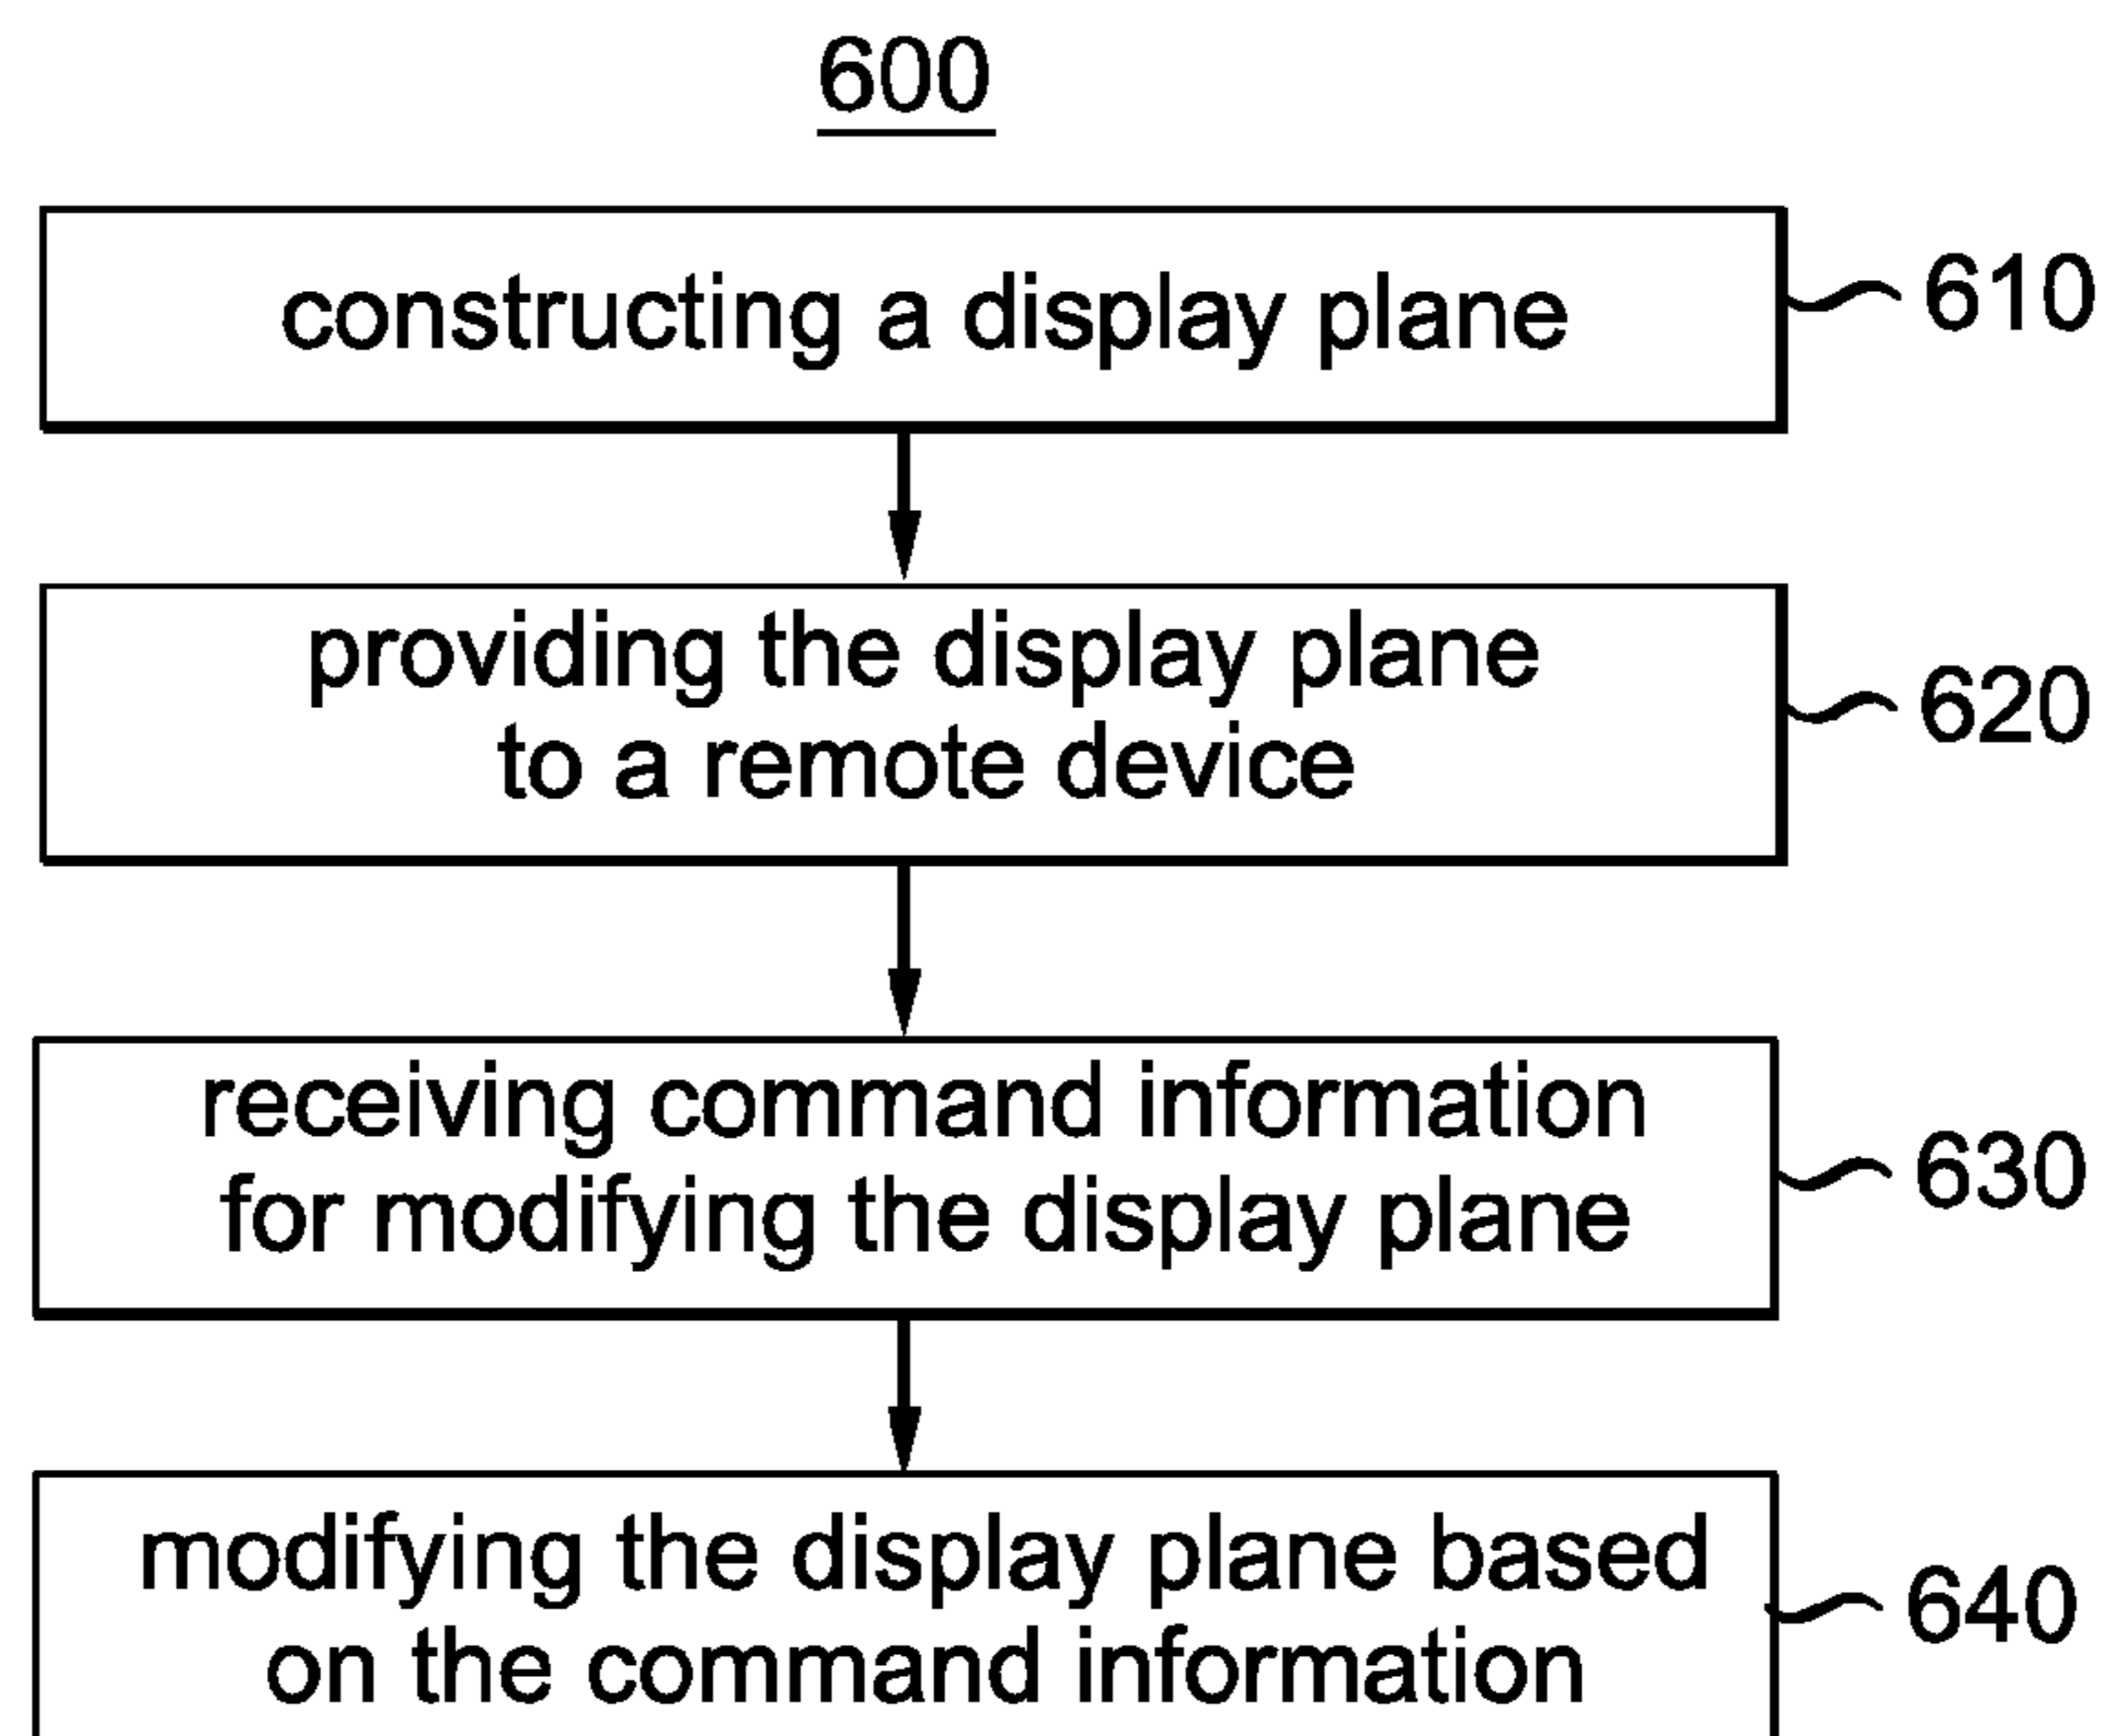 600
constructing a display plane
610
providing the display plane
to a remote device
620
receiving command information
for modifying the display plane
630
modifying the display plane based
on the command information
640